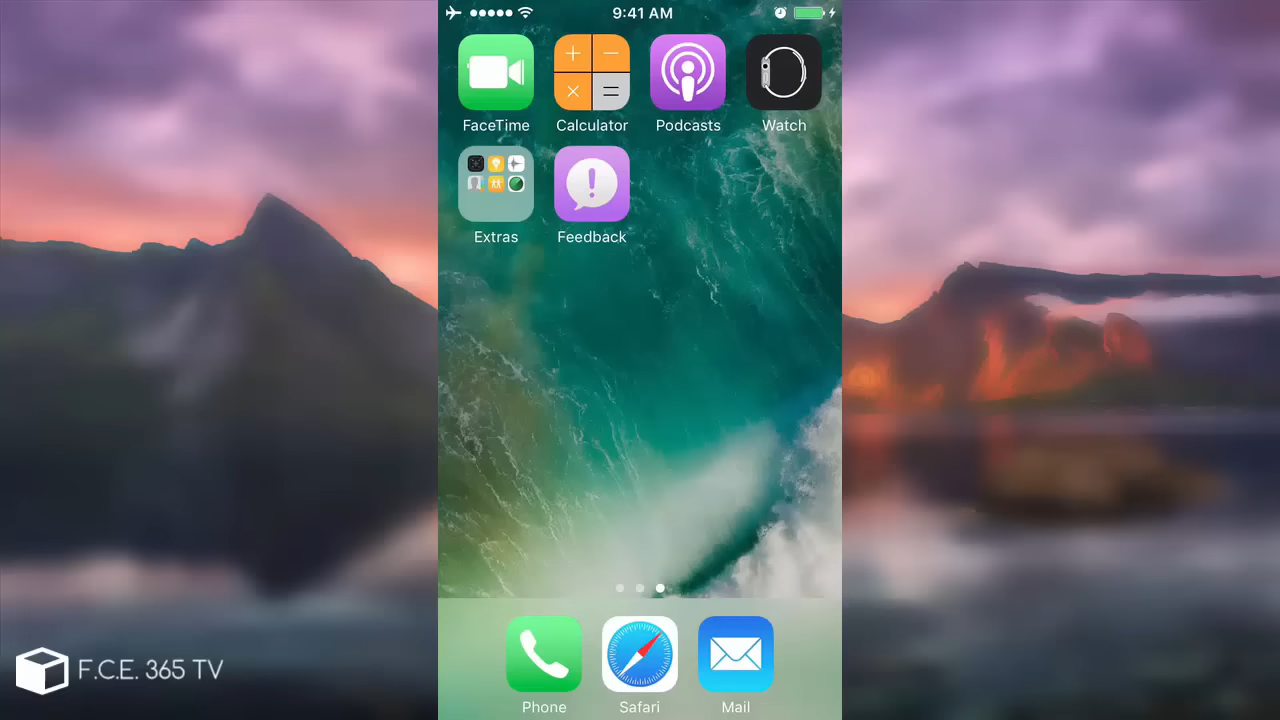 9:41 AM
FaceTime
Calculator
Podcasts
Watch
Extras
Feedback
Phone
Safari
Mail
F.C.E. 365 TV